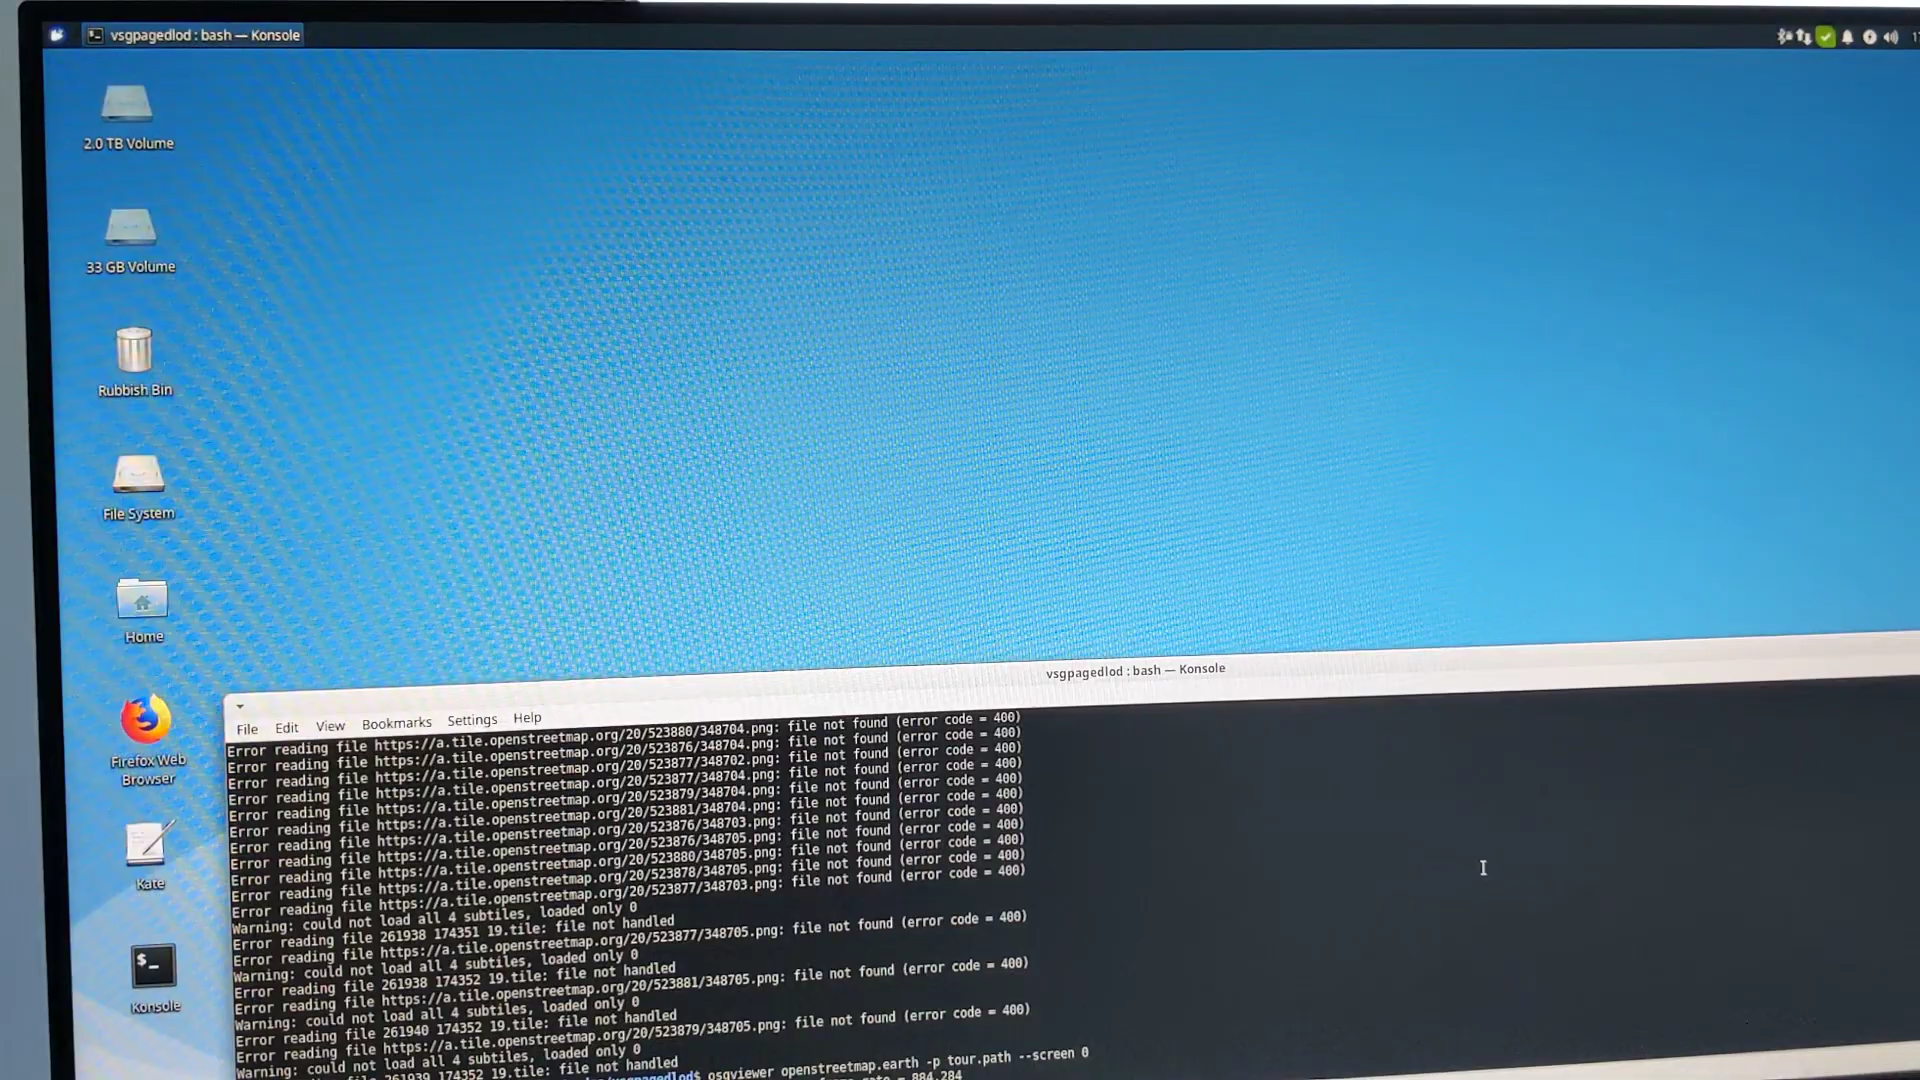 vsgpagedlod : bash — Konsole
2.0 TB Volume
33 GB Volume
Rubbish Bin
File System
Home
Firefox Web
Browser
Kate
Konsole
vsgpagedlod : bash — Konsole
File Edit View Bookmarks Settings Help
Error reading file https://a.tile.openstreetmap.org/20/523880/348704.png: file not found (error code = 400)
Error reading file https://a.tile.openstreetmap.org/20/523876/348704.png: file not found (error code = 400)
Error reading file https://a.tile.openstreetmap.org/20/523877/348702.png: file not found (error code = 400)
Error reading file https://a.tile.openstreetmap.org/20/523877/348704.png: file not found (error code = 400)
Error reading file https://a.tile.openstreetmap.org/20/523879/348704.png: file not found (error code = 400)
Error reading file https://a.tile.openstreetmap.org/20/523881/348704.png: file not found (error code = 400)
Error reading file https://a.tile.openstreetmap.org/20/523876/348703.png: file not found (error code = 400)
Error reading file https://a.tile.openstreetmap.org/20/523876/348705.png: file not found (error code = 400)
Error reading file https://a.tile.openstreetmap.org/20/523880/348705.png: file not found (error code = 400)
Error reading file https://a.tile.openstreetmap.org/20/523878/348705.png: file not found (error code = 400)
Error reading file https://a.tile.openstreetmap.org/20/523877/348703.png: file not found (error code = 400)
Warning: could not load all 4 subtiles, loaded only 0
Error reading file 261938 174351 19.tile: file not handled
Error reading file https://a.tile.openstreetmap.org/20/523877/348705.png: file not found (error code = 400)
Warning: could not load all 4 subtiles, loaded only 0
Error reading file 261938 174352 19.tile: file not handled
Error reading file https://a.tile.openstreetmap.org/20/523881/348705.png: file not found (error code = 400)
Warning: could not load all 4 subtiles, loaded only 0
Error reading file 261940 174352 19.tile: file not handled
Error reading file https://a.tile.openstreetmap.org/20/523879/348705.png: file not found (error code = 400)
Warning: could not load all 4 subtiles, loaded only 0
261939 174352 19.tile: file not handled
osgviewer openstreetmap.earth -p tour.path --screen 0
rate = 884.284